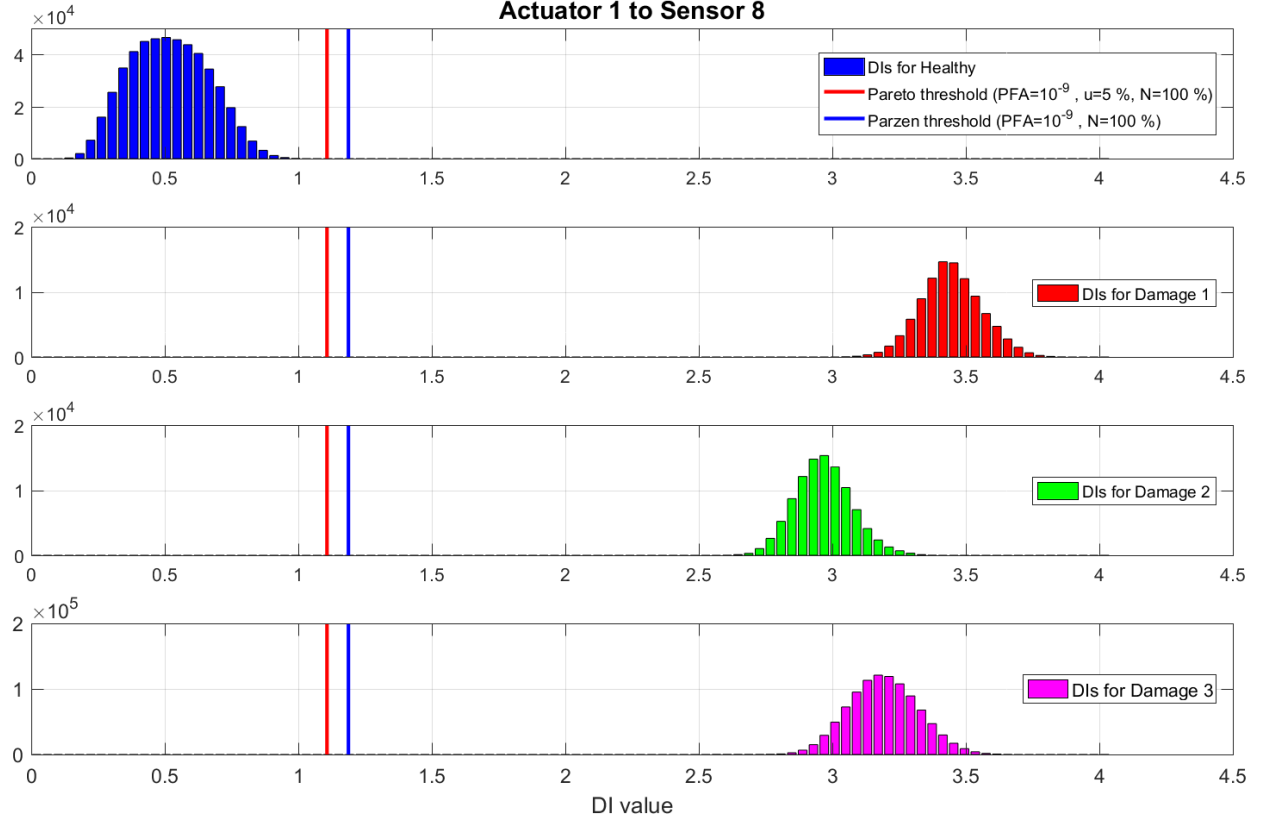 Actuator 1 to Sensor 8
×10^4
4
2
0
0 0.5 1 1.5 2 2.5 3 3.5 4 4.5
DIs for Healthy
Pareto threshold (PFA=10^-9 , u=5 %, N=100 %)
Parzen threshold (PFA=10^-9 , N=100 %)
×10^4
2
1
0
0 0.5 1 1.5 2 2.5 3 3.5 4 4.5
DIs for Damage 1
×10^4
2
1
0
0 0.5 1 1.5 2 2.5 3 3.5 4 4.5
DIs for Damage 2
×10^5
2
1
0
0 0.5 1 1.5 2 2.5 3 3.5 4 4.5
DIs for Damage 3
DI value